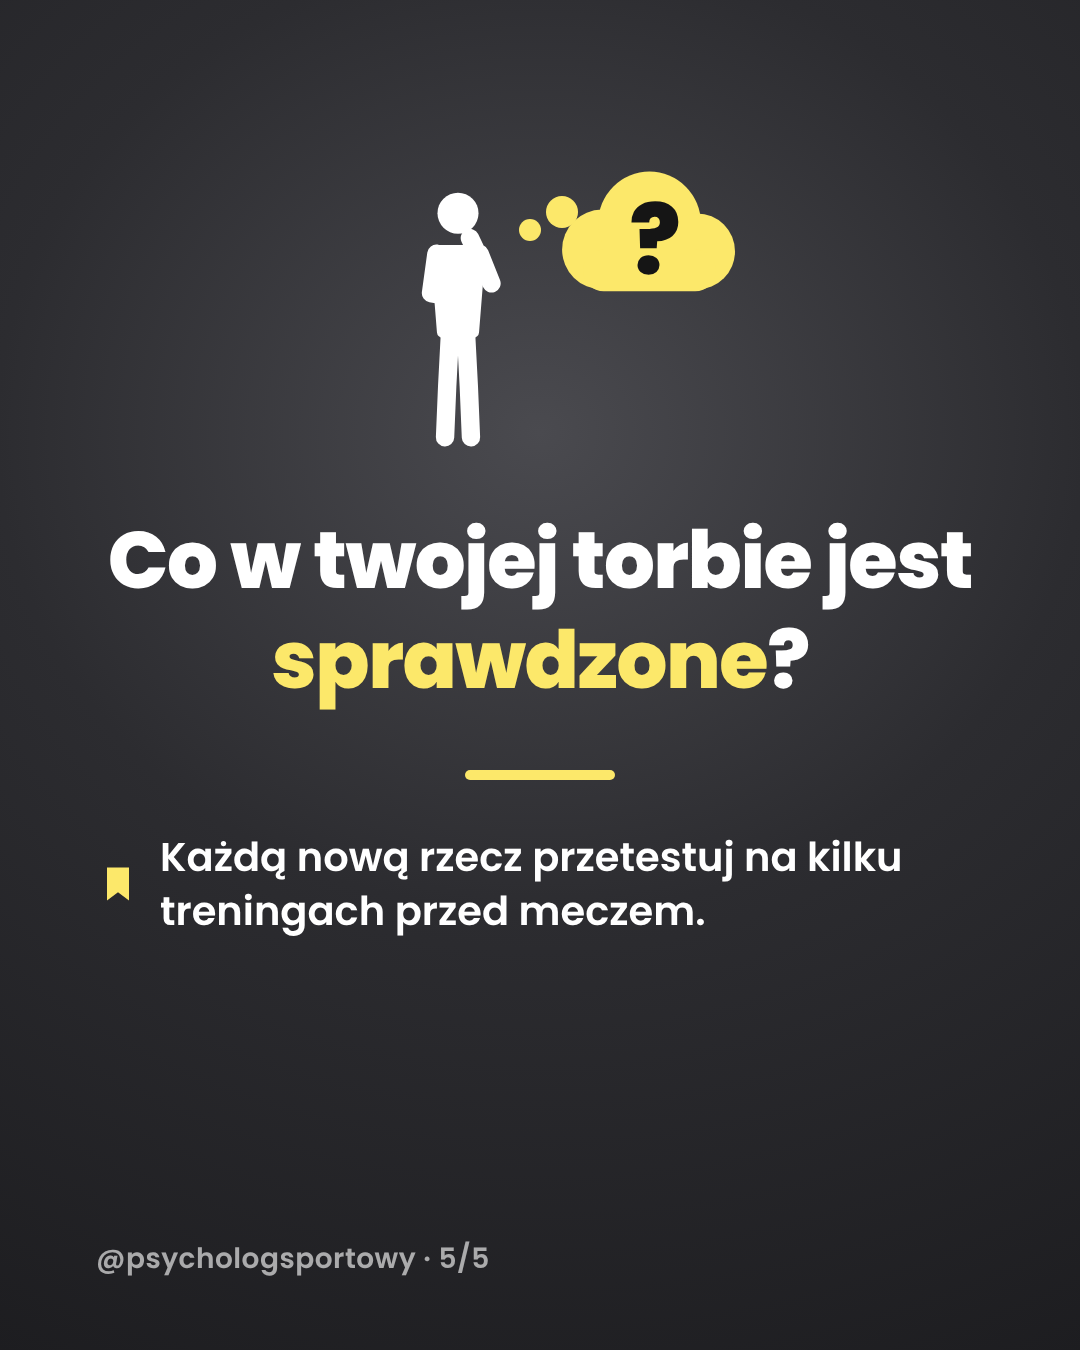 ?
Co w twojej torbie jest
sprawdzone?
Każdą nową rzecz przetestuj na kilku
treningach przed meczem.
@psychologsportowy · 5/5